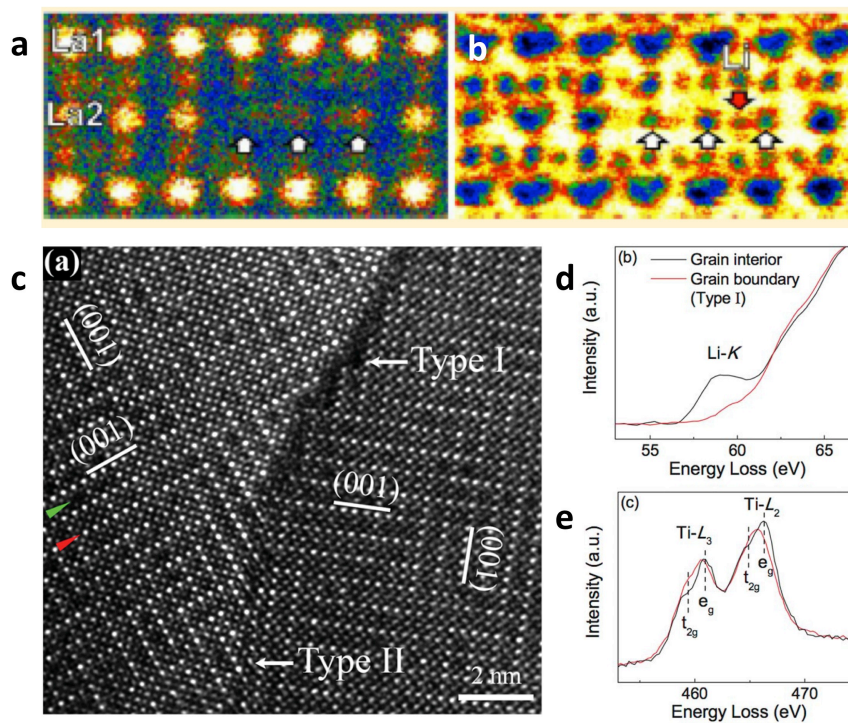 a
La1
La2
b
Li
c
(a)
(001)
(001)
Type I
(001)
(001)
Type II
2 nm
d
(b)
Grain interior
Grain boundary
(Type I)
Li-K
Intensity (a.u.)
55 60 65
Energy Loss (eV)
e
(c)
Ti-L2
Ti-L3
t2g
eg
t2g
eg
Intensity (a.u.)
460 470
Energy Loss (eV)